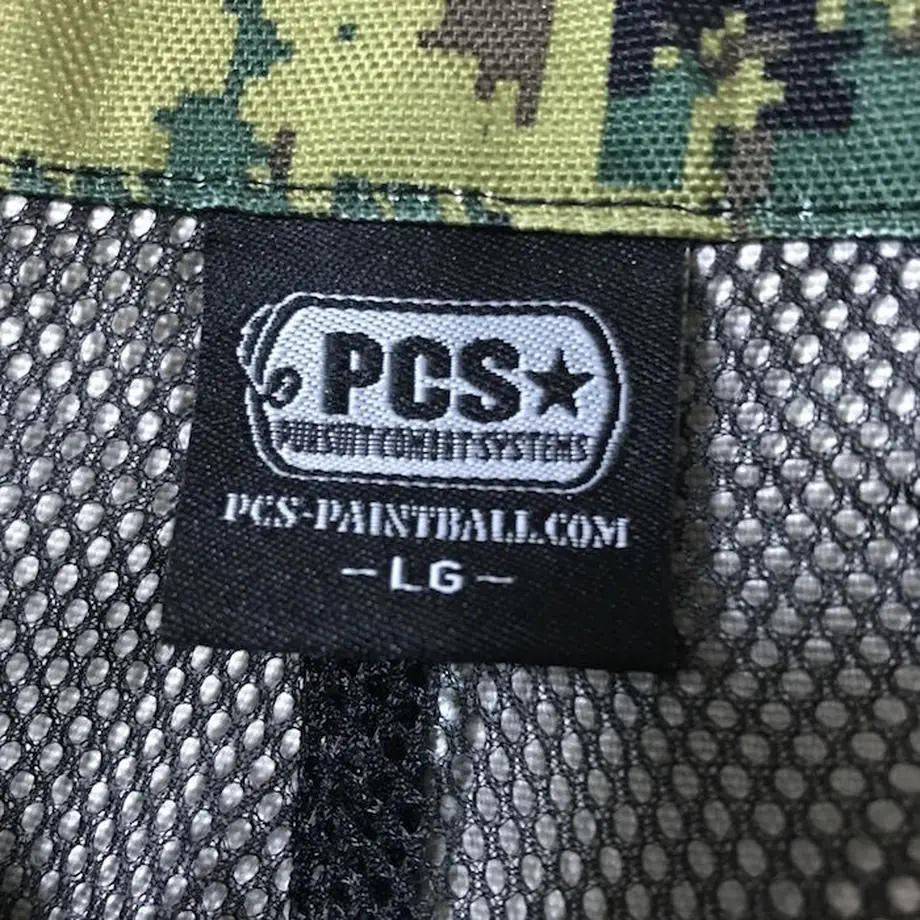 PCS★
PURSUIT COMBAT SYSTEMS
PCS-PAINTBALL.COM
-LG-